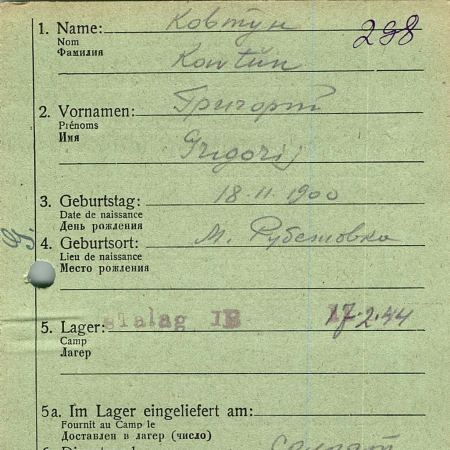 1. Name: Ковтун 298
Nom
Фамилия
Kowtun
2. Vornamen: Григорий
Prénoms
Имя
Grigorij
3. Geburtstag: 18.11.1900
Date de naissance
День рождения
4. Geburtsort: М. Рубешовка
Lieu de naissance
Место рождения
5. Lager: Stalag IB 17.2.44
Camp
Лагерь
5a. Im Lager eingeliefert am:
Fournit au Camp le
Доставлен в лагерь (число)